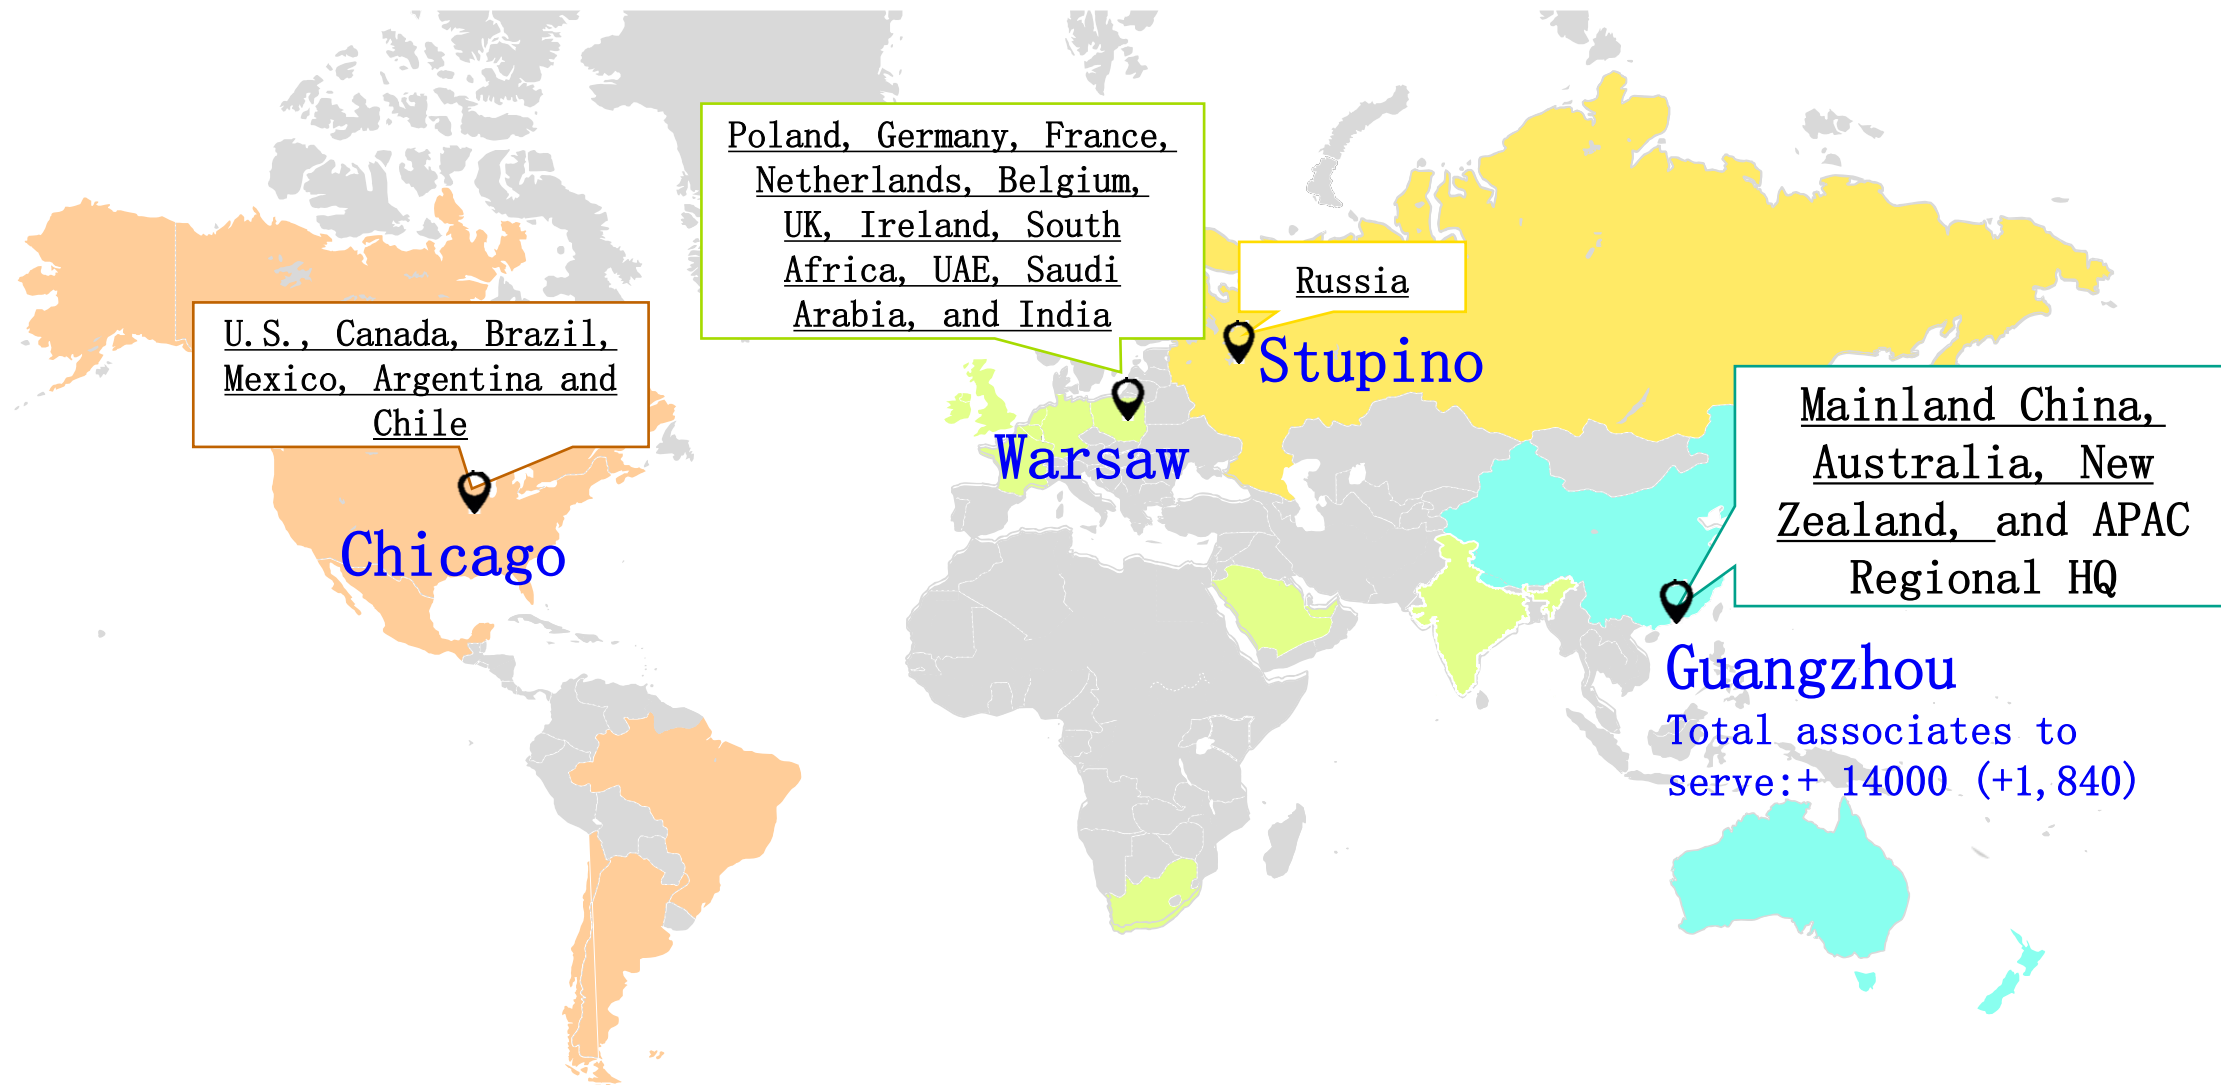 Poland, Germany, France,
Netherlands, Belgium,
UK, Ireland, South
Africa, UAE, Saudi
Arabia, and India
Russia
U.S., Canada, Brazil,
Mexico, Argentina and
Chile
Stupino
Mainland China,
Australia, New
Zealand, and APAC
Regional HQ
Warsaw
Chicago
Guangzhou
Total associates to
serve:+ 14000 (+1,840)